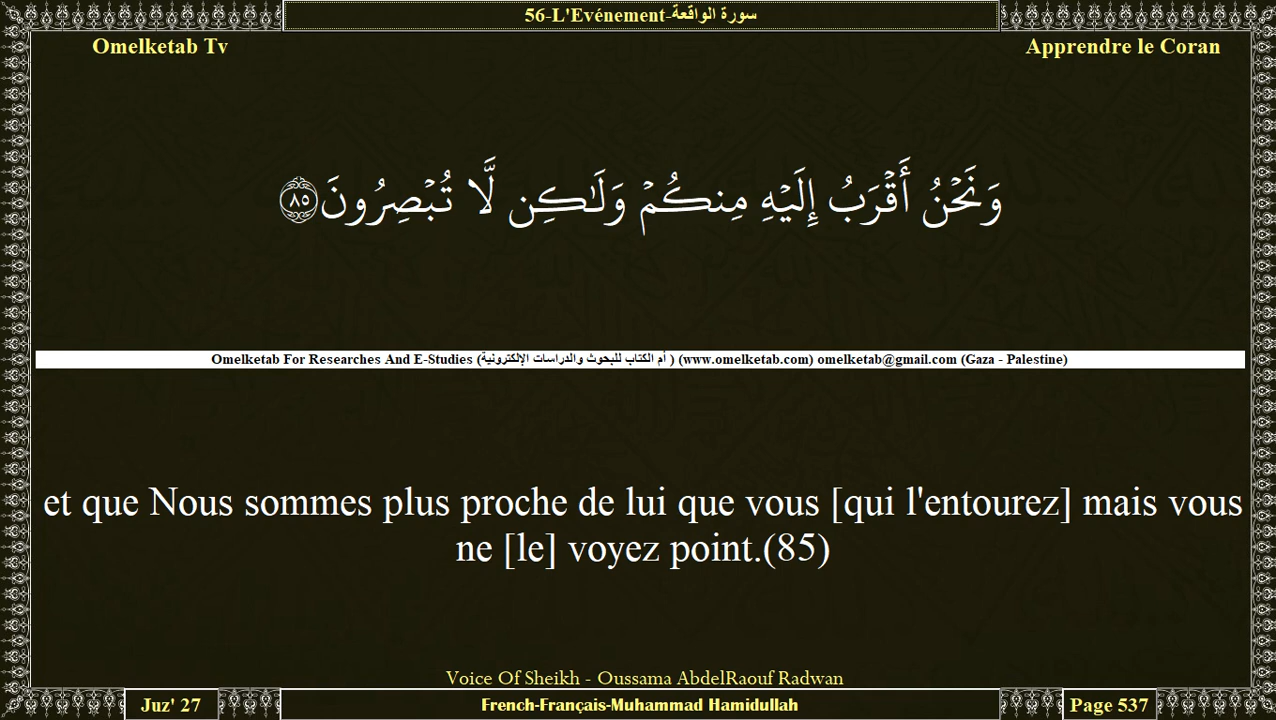 56-L'Evénement-سورة الواقعة
Omelketab Tv
Apprendre le Coran
وَنَحۡنُ أَقۡرَبُ إِلَيۡهِ مِنكُمۡ وَلَٰكِن لَّا تُبۡصِرُونَ ٨٥
Omelketab For Researches And E-Studies (أم الكتاب للبحوث والدراسات الإلكترونية ) (www.omelketab.com) omelketab@gmail.com (Gaza - Palestine)
et que Nous sommes plus proche de lui que vous [qui l'entourez] mais vous
ne [le] voyez point.(85)
Voice Of Sheikh - Oussama AbdelRaouf Radwan
Juz' 27
French-Français-Muhammad Hamidullah
Page 537